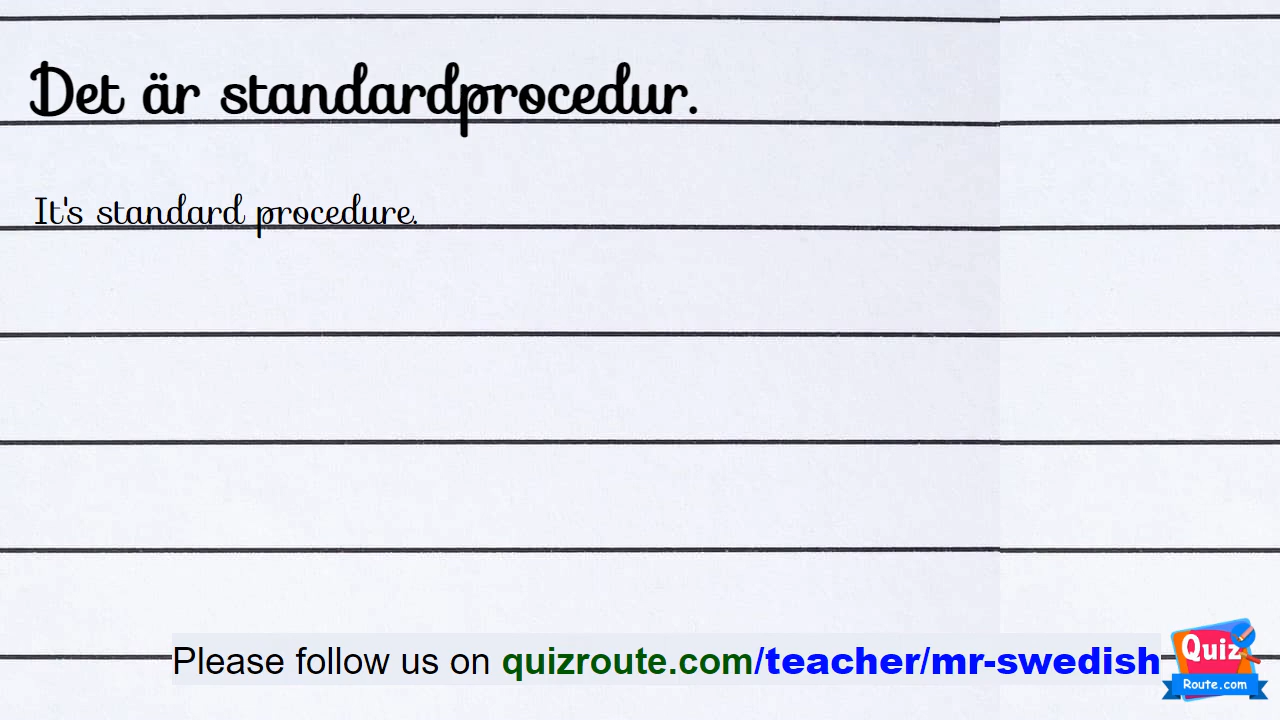 Det är standardprocedur.
It's standard procedure.
Please follow us on quizroute.com/teacher/mr-swedish
Quiz
Route.com